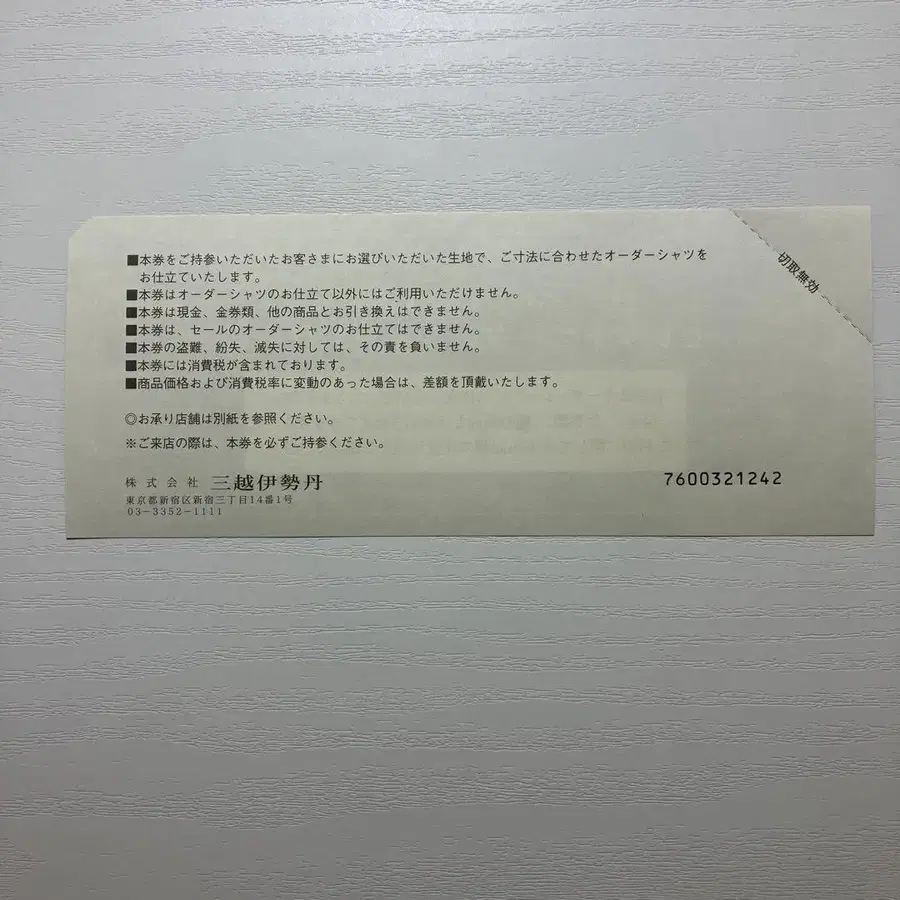 ■本券をご持参いただいたお客さまにお選びいただいた生地で、ご寸法に合わせたオーダーシャツを
お仕立ていたします。
■本券はオーダーシャツのお仕立て以外にはご利用いただけません。
■本券は現金、金券類、他の商品とお引き換えはできません。
■本券は、セールのオーダーシャツのお仕立てはできません。
■本券の盗難、紛失、滅失に対しては、その責を負いません。
■本券には消費税が含まれております。
■商品価格および消費税率に変動のあった場合は、差額を頂戴いたします。
◎お承り店舗は別紙を参照ください。
※ご来店の際は、本券を必ずご持参ください。
株式会社 三越伊勢丹
東京都新宿区新宿三丁目14番1号
03-3352-1111
7600321242
切取無効